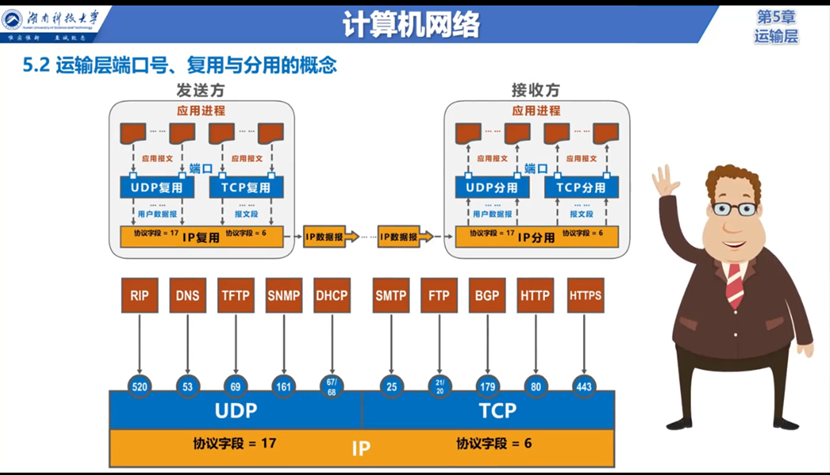 湖南科技大学
Hunan University of Science and Technology
唯实惟新 至诚致志
计算机网络
第5章
运输层
5.2 运输层端口号、复用与分用的概念
发送方
接收方
应用进程
应用进程
… …
… …
… …
… …
应用报文
应用报文
应用报文
应用报文
端口
端口
UDP复用
TCP复用
UDP分用
TCP分用
用户数据报
报文段
用户数据报
报文段
协议字段 = 17
IP复用
协议字段 = 6
IP数据报
… …
IP数据报
协议字段 = 17
IP分用
协议字段 = 6
RIP
DNS
TFTP
SNMP
DHCP
SMTP
FTP
BGP
HTTP
HTTPS
520
53
69
161
67/
68
25
21/
20
179
80
443
UDP
TCP
协议字段 = 17
IP
协议字段 = 6